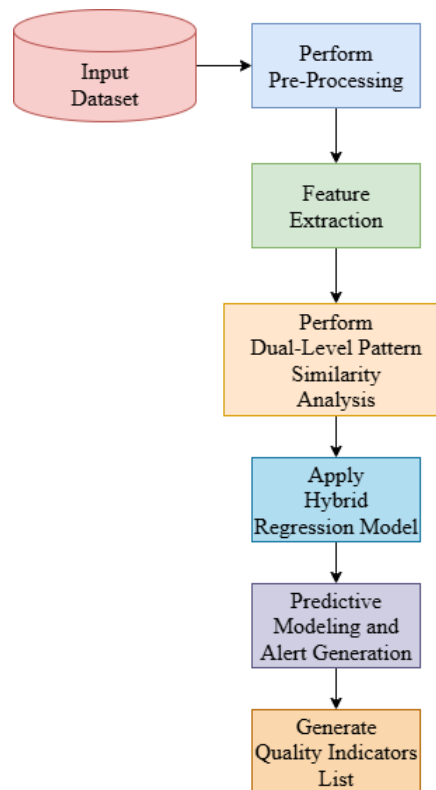 Input
Dataset
Perform
Pre-Processing
Feature
Extraction
Perform
Dual-Level Pattern
Similarity
Analysis
Apply
Hybrid
Regression Model
Predictive
Modeling and
Alert Generation
Generate
Quality Indicators
List